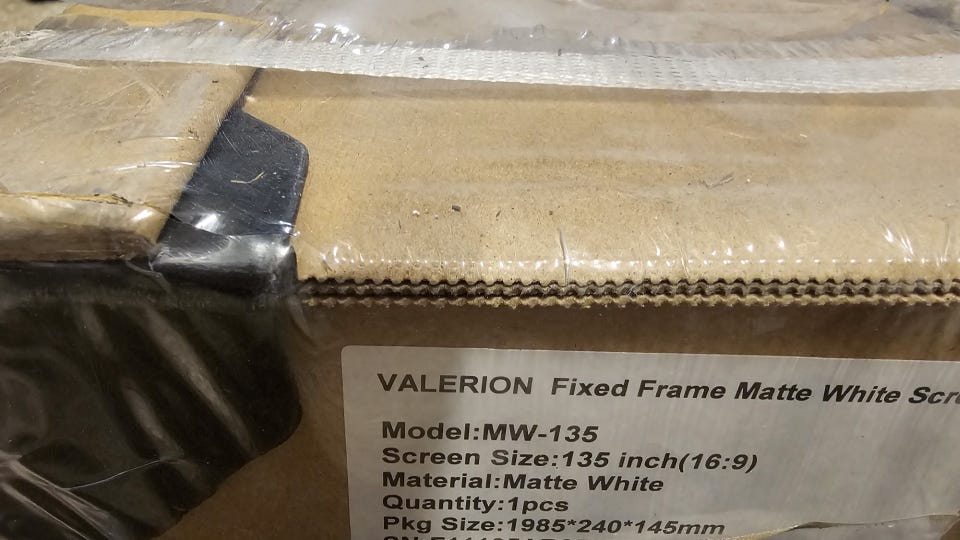 VALERION Fixed Frame Matte White
Model:MW-135
Screen Size:135 inch(16:9)
Material:Matte White
Quantity:1pcs
Pkg Size:1985*240*145mm